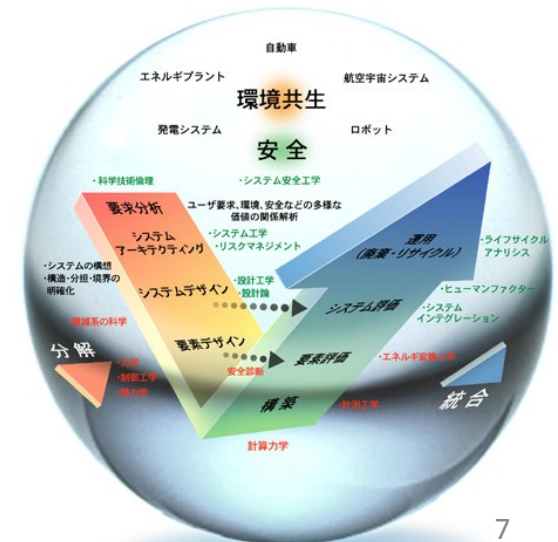 自動車
エネルギプラント
航空宇宙システム
環境共生
発電システム
ロボット
安全
・科学技術倫理
・システム安全工学
要求分析
ユーザ要求、環境、安全などの多様な
価値の関係解析
システム
アーキテクティング
・システム工学
・リスクマネジメント
運用
(廃棄・リサイクル)
・ライフサイクル
アナリシス
・システムの構想
・構造・分担・境界の
明確化
システムデザイン
・設計工学
・設計論
システム評価
・ヒューマンファクター
・システム
インテグレーション
・複雑系の科学
要素デザイン
分解
安全診断
要素評価
・エネルギ変換工学
・制御工学
構築
・計測工学
統合
計算力学
7